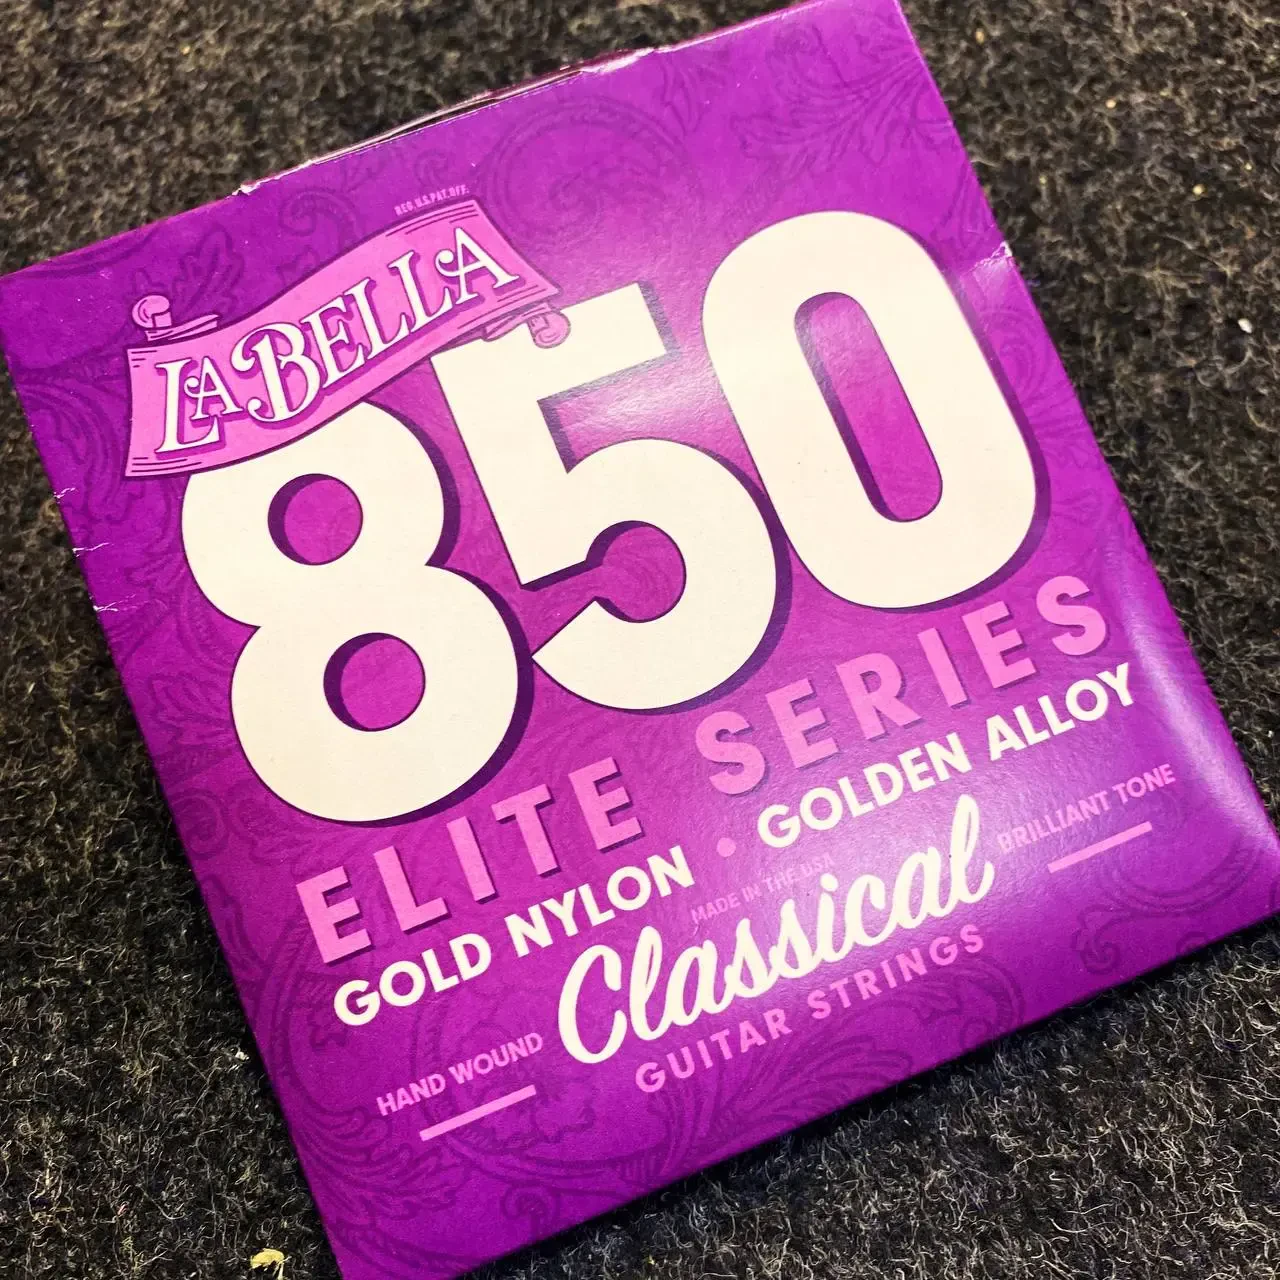 REG. U.S. PAT. OFF.
LA BELLA
850
ELITE SERIES
GOLD NYLON • GOLDEN ALLOY
MADE IN THE USA
HAND WOUND
Classical
BRILLIANT TONE
GUITAR STRINGS